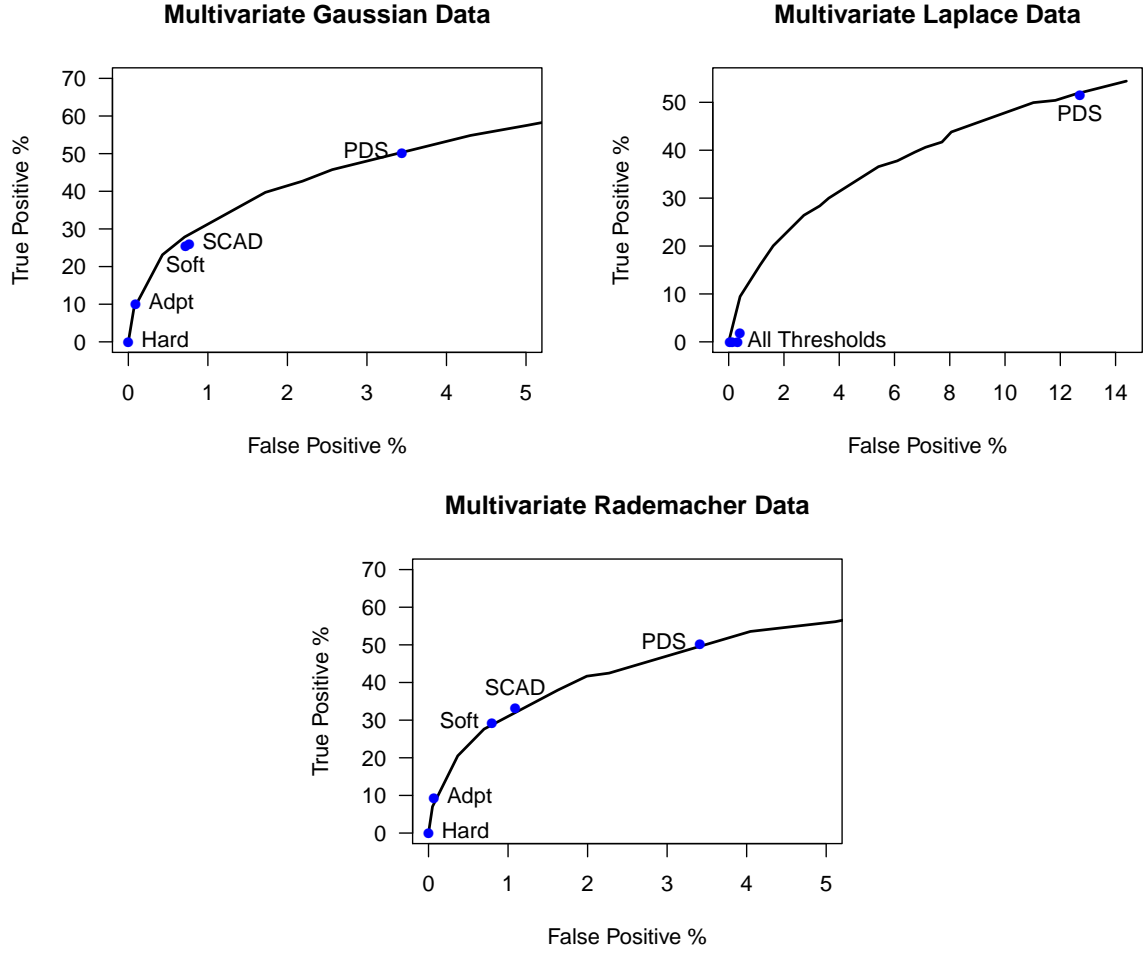 Multivariate Gaussian Data
True Positive %
70
60
50
40
30
20
10
0
PDS
SCAD
Soft
Adpt
Hard
0 1 2 3 4 5
False Positive %
Multivariate Laplace Data
True Positive %
50
40
30
20
10
0
PDS
All Thresholds
0 2 4 6 8 10 12 14
False Positive %
Multivariate Rademacher Data
True Positive %
70
60
50
40
30
20
10
0
PDS
SCAD
Soft
Adpt
Hard
0 1 2 3 4 5
False Positive %